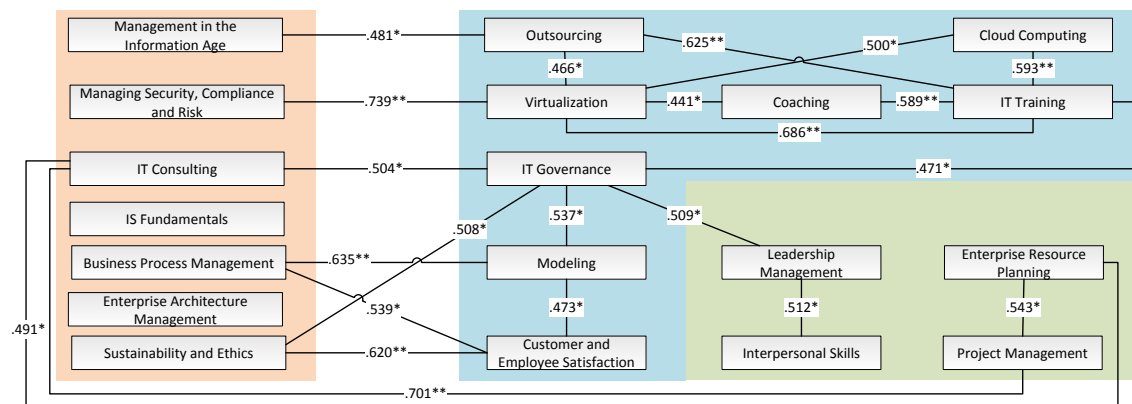 Management in the
Information Age
.481*
Outsourcing
.625**
.500*
Cloud Computing
.466*
.593**
Managing Security, Compliance
and Risk
.739**
Virtualization
.441*
Coaching
.589**
IT Training
.686**
IT Consulting
.504*
IT Governance
.471*
IS Fundamentals
.508*
.537*
.509*
Business Process Management
.635**
Modeling
Leadership
Management
Enterprise Resource
Planning
Enterprise Architecture
Management
.539*
.473*
.512*
.543*
.491*
Sustainability and Ethics
.620**
Customer and
Employee Satisfaction
Interpersonal Skills
Project Management
.701**